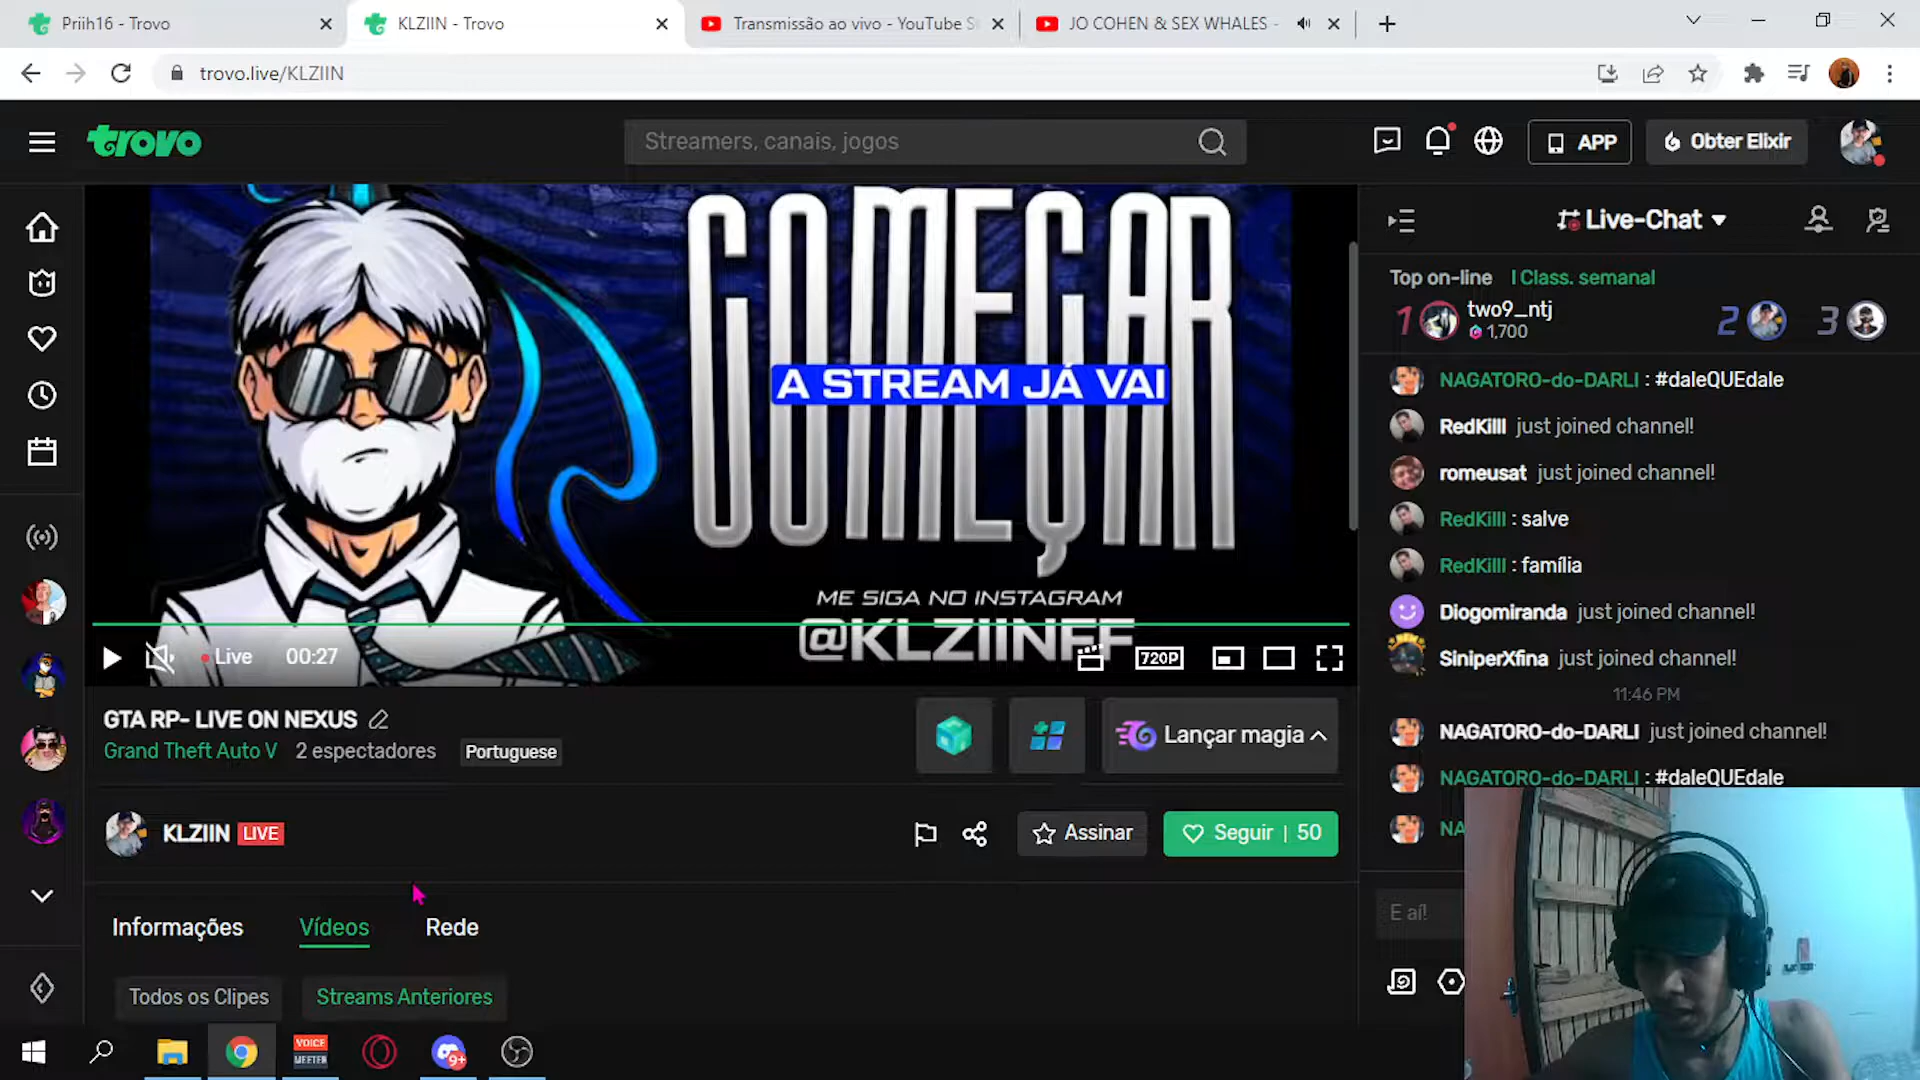 Priih16 - Trovo
KLZIIN - Trovo
Transmissão ao vivo - YouTube S
JO COHEN & SEX WHALES -
trovo.live/KLZIIN
trovo
Streamers, canais, jogos
APP
Obter Elixir
COMEÇAR
A STREAM JÁ VAI
ME SIGA NO INSTAGRAM
@KLZIINFF
Live 00:27
720P
GTA RP- LIVE ON NEXUS
Grand Theft Auto V 2 espectadores Portuguese
Lançar magia
KLZIIN LIVE
Assinar
Seguir | 50
Informações
Vídeos
Rede
Todos os Clipes
Streams Anteriores
Live-Chat
Top on-line | Class. semanal
1 two9_ntj
1,700
2
3
NAGATORO-do-DARLI : #daleQUEdale
RedKilll just joined channel!
romeusat just joined channel!
RedKilll : salve
RedKilll : família
Diogomiranda just joined channel!
SiniperXfina just joined channel!
11:46 PM
NAGATORO-do-DARLI just joined channel!
NAGATORO-do-DARLI : #daleQUEdale
NA
E aí!
VOICE
MEETER
9+